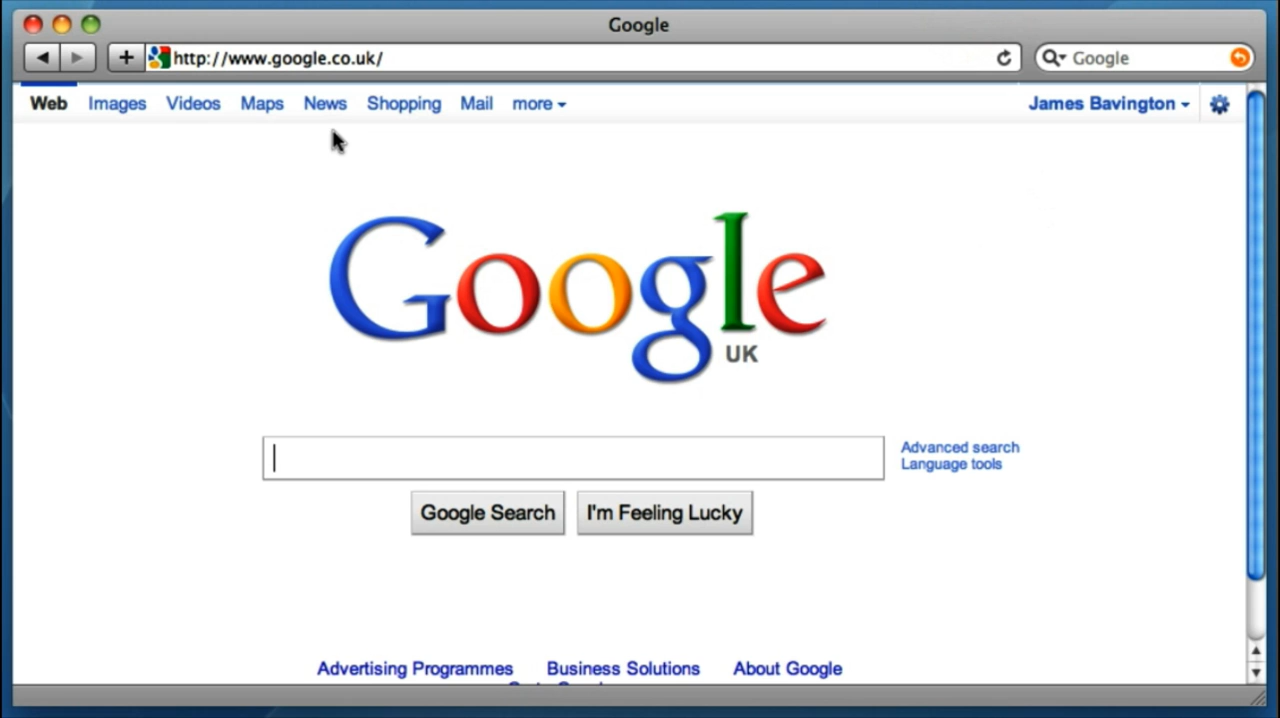 Google
http://www.google.co.uk/
Google
Web Images Videos Maps News Shopping Mail more
James Bavington
Google
UK
Advanced search
Language tools
Google Search
I'm Feeling Lucky
Advertising Programmes Business Solutions About Google